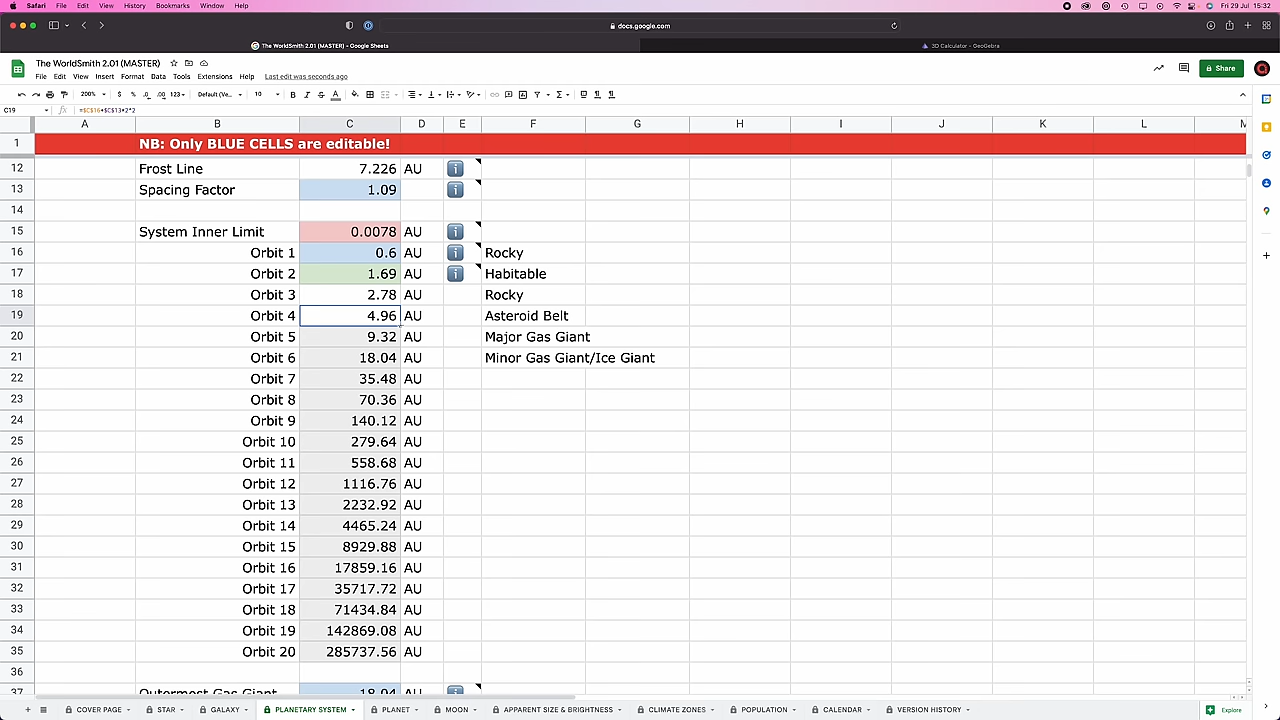 Safari File Edit View History Bookmarks Window Help Fri 29 Jul 15:32
docs.google.com
The WorldSmith 2.01 (MASTER) - Google Sheets 3D Calculator - GeoGebra
The WorldSmith 2.01 (MASTER)
File Edit View Insert Format Data Tools Extensions Help Last edit was seconds ago Share
200% $ % .0 .00 123 Default (Ve... 10 B I S A
C19 fx =$C$16+$C$13*2^2
A B C D E F G H I J K L M
1 NB: Only BLUE CELLS are editable!
12 Frost Line 7.226 AU
13 Spacing Factor 1.09
14
15 System Inner Limit 0.0078 AU
16 Orbit 1 0.6 AU Rocky
17 Orbit 2 1.69 AU Habitable
18 Orbit 3 2.78 AU Rocky
19 Orbit 4 4.96 AU Asteroid Belt
20 Orbit 5 9.32 AU Major Gas Giant
21 Orbit 6 18.04 AU Minor Gas Giant/Ice Giant
22 Orbit 7 35.48 AU
23 Orbit 8 70.36 AU
24 Orbit 9 140.12 AU
25 Orbit 10 279.64 AU
26 Orbit 11 558.68 AU
27 Orbit 12 1116.76 AU
28 Orbit 13 2232.92 AU
29 Orbit 14 4465.24 AU
30 Orbit 15 8929.88 AU
31 Orbit 16 17859.16 AU
32 Orbit 17 35717.72 AU
33 Orbit 18 71434.84 AU
34 Orbit 19 142869.08 AU
35 Orbit 20 285737.56 AU
36
37 Outermost Gas Giant 18.04 AU
COVER PAGE STAR GALAXY PLANETARY SYSTEM PLANET MOON APPARENT SIZE & BRIGHTNESS CLIMATE ZONES POPULATION CALENDAR VERSION HISTORY Explore